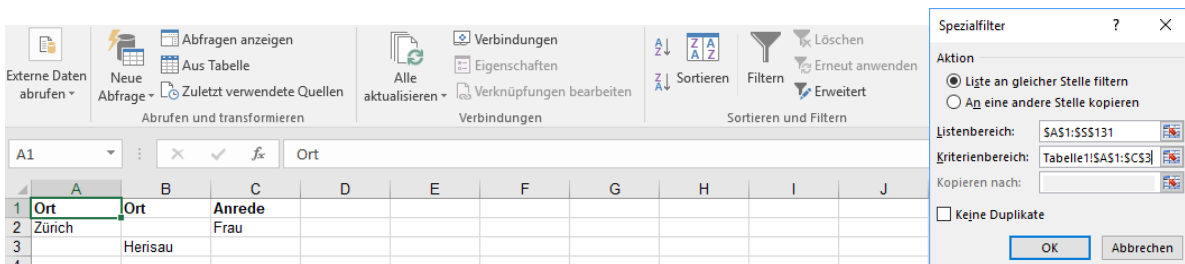 Externe Daten
abrufen
Neue
Abfrage
Abfragen anzeigen
Aus Tabelle
Zuletzt verwendete Quellen
Abrufen und transformieren
Alle
aktualisieren
Verbindungen
Eigenschaften
Verknüpfungen bearbeiten
Verbindungen
A
Z
Z
A
Z A
A Z
Sortieren
Filtern
Löschen
Erneut anwenden
Erweitert
Sortieren und Filtern
A1
fx
Ort
A B C D E F G H I J
1 Ort Ort Anrede
2 Zürich Frau
3 Herisau
Spezialfilter ? ×
Aktion
Liste an gleicher Stelle filtern
An eine andere Stelle kopieren
Listenbereich: $A$1:$S$131
Kriterienbereich: Tabelle1!$A$1:$C$3
Kopieren nach:
Keine Duplikate
OK Abbrechen